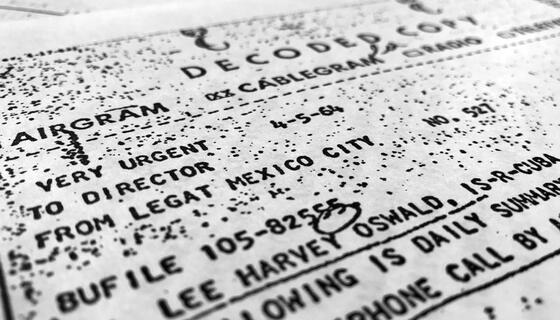 DECODED COPY
AIRGRAM CABLEGRAM RADIO
VERY URGENT 4-5-64 NO. 527
TO DIRECTOR
FROM LEGAT MEXICO CITY
BUFILE 105-82555
LEE HARVEY OSWALD, IS-R-CUBA
LLOWING IS DAILY SUMMAR
PHONE CALL BY